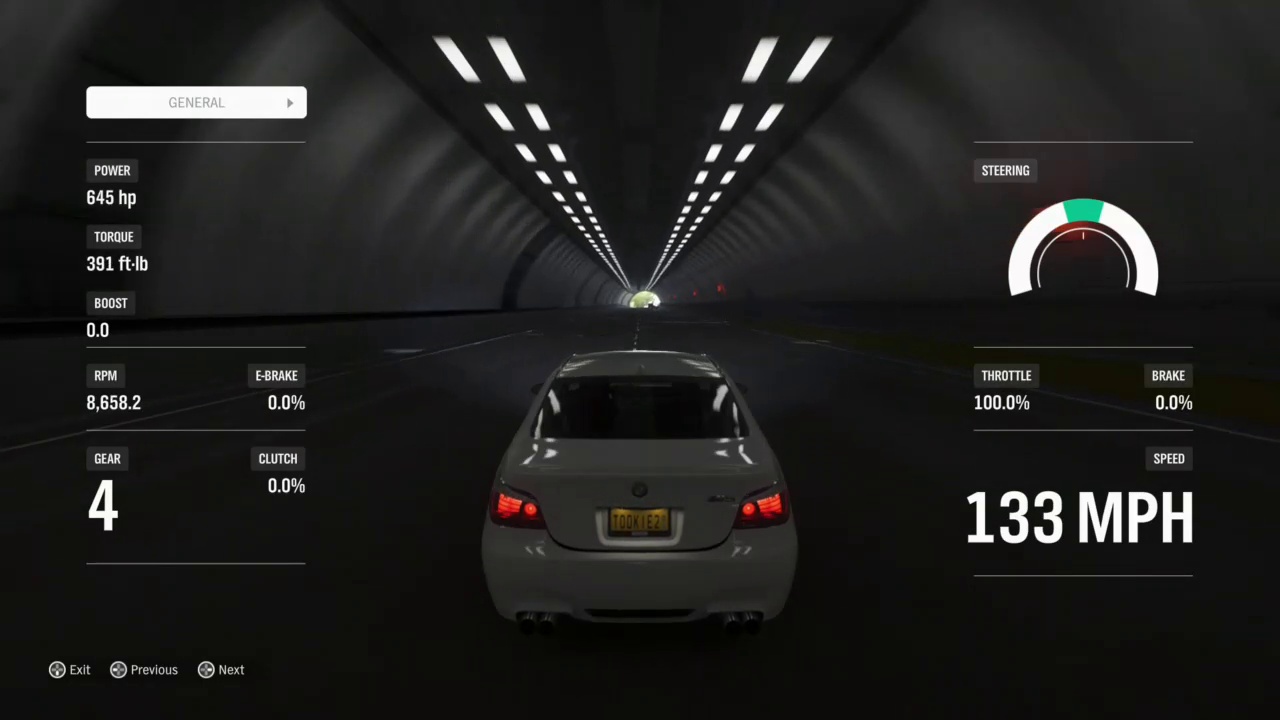 GENERAL
POWER
645 hp
TORQUE
391 ft·lb
BOOST
0.0
RPM
E-BRAKE
8,658.2
0.0%
GEAR
CLUTCH
4
0.0%
STEERING
THROTTLE
BRAKE
100.0%
0.0%
SPEED
133 MPH
TOOKIE2
Exit
Previous
Next